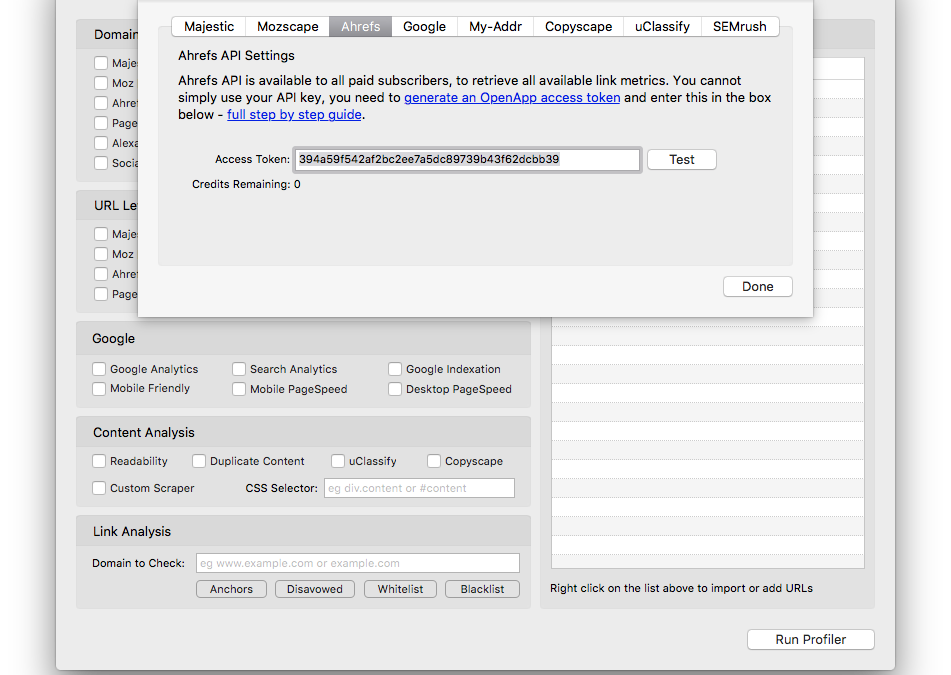 Majestic Mozscape Ahrefs Google My-Addr Copyscape uClassify SEMrush
Ahrefs API Settings
Ahrefs API is available to all paid subscribers, to retrieve all available link metrics. You cannot
simply use your API key, you need to generate an OpenApp access token and enter this in the box
below - full step by step guide.
Access Token: 394a59f542af2bc2ee7a5dc89739b43f62dcbb39 Test
Credits Remaining: 0
Done
Domain
Maje
Moz
Ahre
Page
Alexa
Socia
URL Le
Maje
Moz
Ahre
Page
Google
Google Analytics Search Analytics Google Indexation
Mobile Friendly Mobile PageSpeed Desktop PageSpeed
Content Analysis
Readability Duplicate Content uClassify Copyscape
Custom Scraper CSS Selector: eg div.content or #content
Link Analysis
Domain to Check: eg www.example.com or example.com
Anchors Disavowed Whitelist Blacklist
Right click on the list above to import or add URLs
Run Profiler